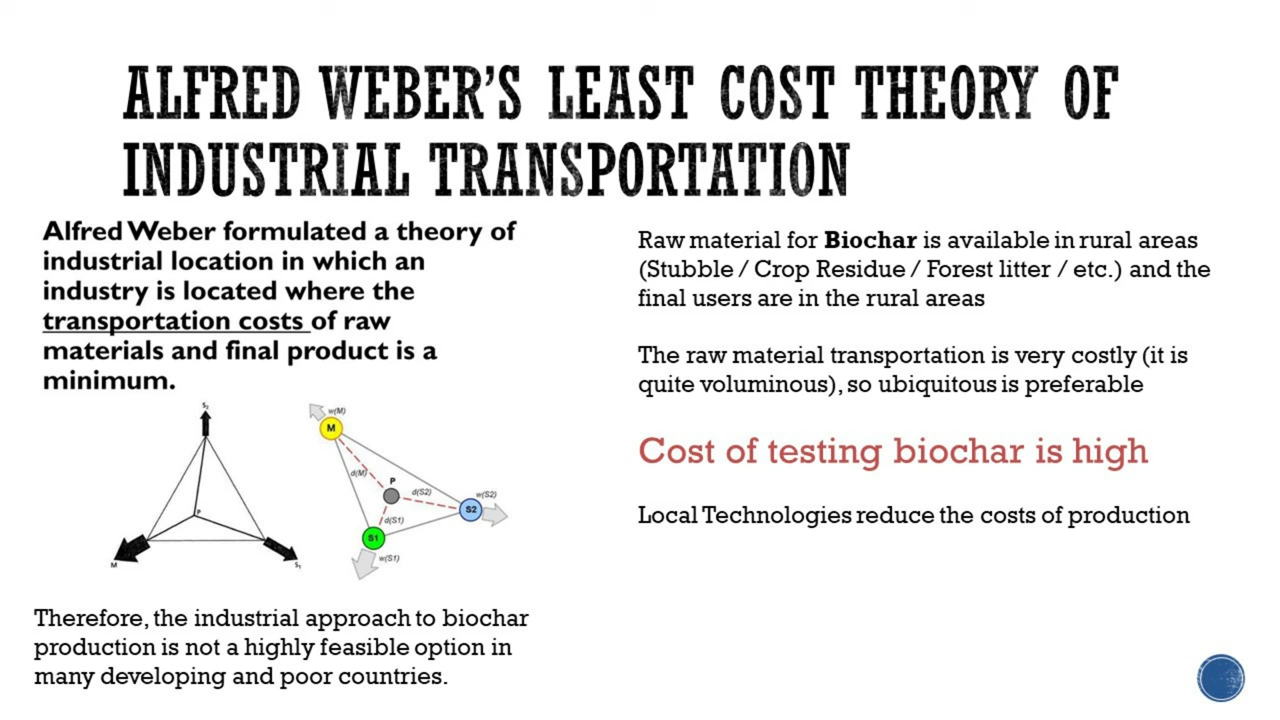 ALFRED WEBER'S LEAST COST THEORY OF
INDUSTRIAL TRANSPORTATION
Alfred Weber formulated a theory of
industrial location in which an
industry is located where the
transportation costs of raw
materials and final product is a
minimum.
S₂
P
M
S₁
w(M)
M
d(M)
P
d(S2)
w(S2)
S2
d(S1)
S1
w(S1)
Therefore, the industrial approach to biochar
production is not a highly feasible option in
many developing and poor countries.
Raw material for Biochar is available in rural areas
(Stubble / Crop Residue / Forest litter / etc.) and the
final users are in the rural areas
The raw material transportation is very costly (it is
quite voluminous), so ubiquitous is preferable
Cost of testing biochar is high
Local Technologies reduce the costs of production